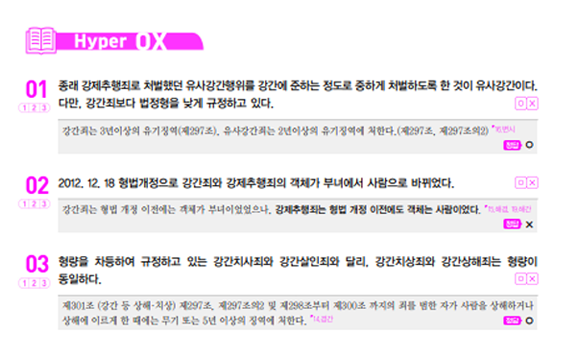 Hyper OX
01 종래 강제추행죄로 처벌했던 유사강간행위를 강간에 준하는 정도로 중하게 처벌하도록 한 것이 유사강간이다.
1 2 3 다만, 강간죄보다 법정형을 낮게 규정하고 있다. O X
강간죄는 3년이상의 유기징역(제297조), 유사강간죄는 2년이상의 유기징역에 처한다.(제297조, 제297조의2)
정답 O
02 2012. 12. 18 형법개정으로 강간죄와 강제추행죄의 객체가 부녀에서 사람으로 바뀌었다. O X
1 2 3
강간죄는 형법 개정 이전에는 객체가 부녀이었었으나, 강제추행죄는 형법 개정 이전에도 객체는 사람이었다.
정답 X
03 형량을 차등하여 규정하고 있는 강간치사죄와 강간살인죄와 달리, 강간치상죄와 강간상해죄는 형량이
1 2 3 동일하다. O X
제301조 (강간 등 상해·치상) 제297조, 제297조의2 및 제298조부터 제300조 까지의 죄를 범한 자가 사람을 상해하거나
상해에 이르게 한 때에는 무기 또는 5년 이상의 징역에 처한다.
정답 O